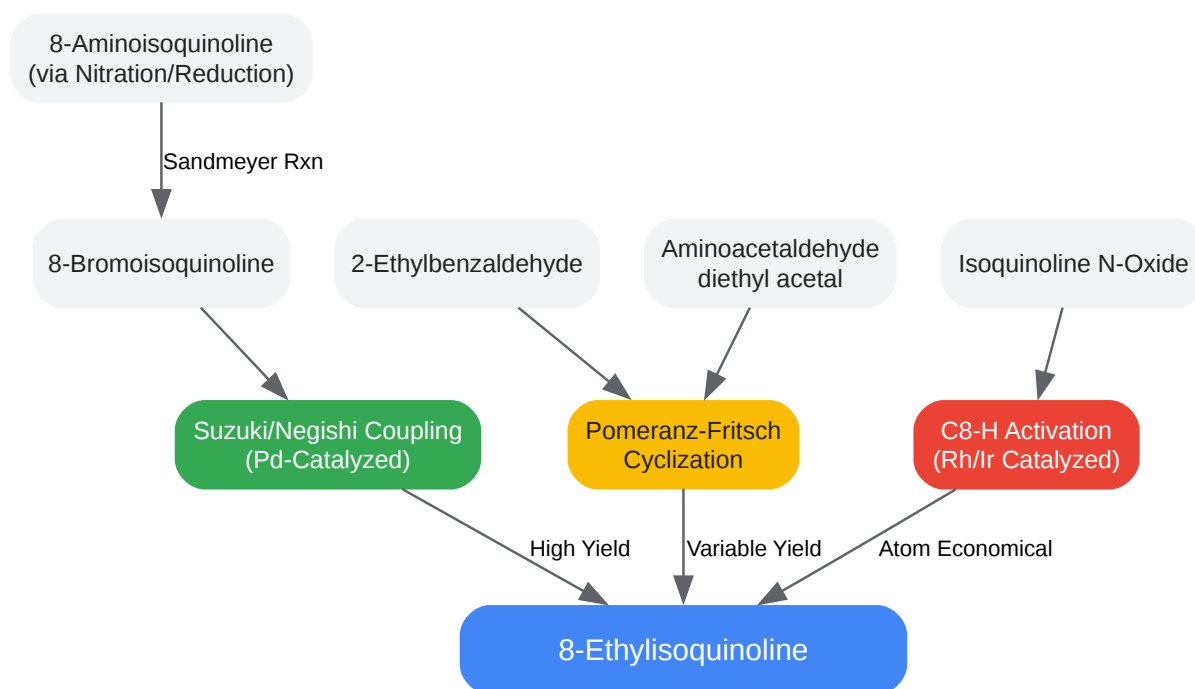 8-Aminoisoquinoline
(via Nitration/Reduction)
Sandmeyer Rxn
8-Bromoisoquinoline
2-Ethylbenzaldehyde
Aminoacetaldehyde
diethyl acetal
Isoquinoline N-Oxide
Suzuki/Negishi Coupling
(Pd-Catalyzed)
Pomeranz-Fritsch
Cyclization
C8-H Activation
(Rh/Ir Catalyzed)
High Yield
Variable Yield
Atom Economical
8-Ethylisoquinoline